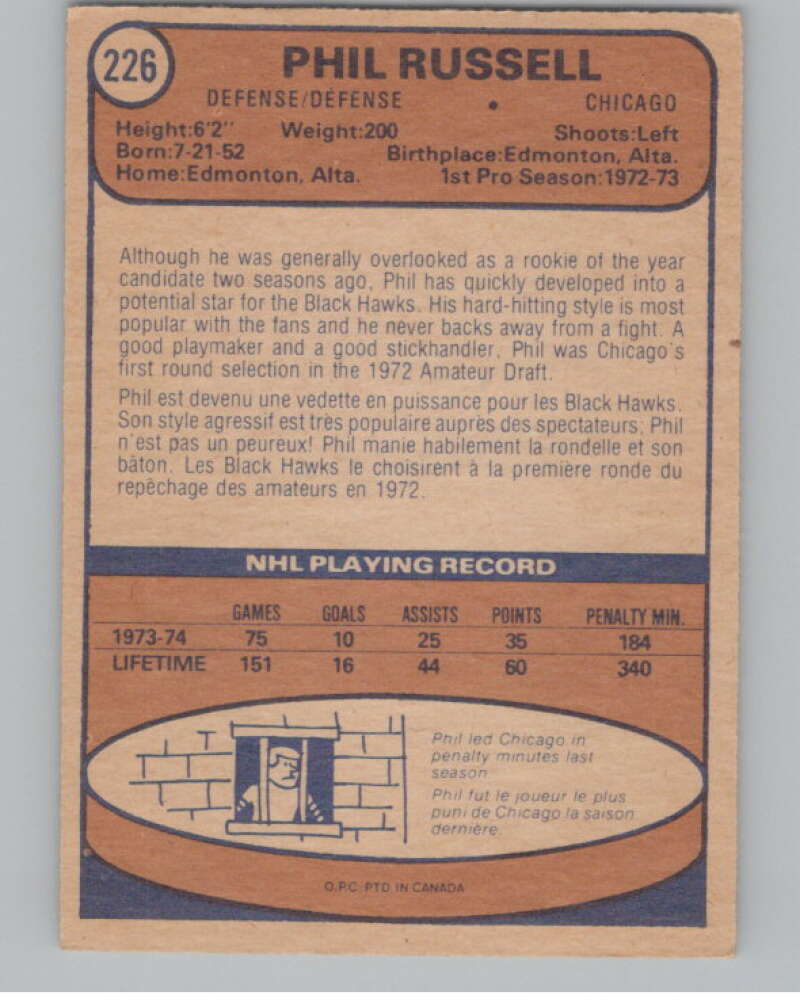 226
PHIL RUSSELL
DEFENSE/DÉFENSE • CHICAGO
Height:6'2" Weight:200 Shoots:Left
Born:7-21-52 Birthplace:Edmonton, Alta.
Home:Edmonton, Alta. 1st Pro Season:1972-73
Although he was generally overlooked as a rookie of the year
candidate two seasons ago, Phil has quickly developed into a
potential star for the Black Hawks. His hard-hitting style is most
popular with the fans and he never backs away from a fight. A
good playmaker and a good stickhandler, Phil was Chicago's
first round selection in the 1972 Amateur Draft.
Phil est devenu une vedette en puissance pour les Black Hawks.
Son style agressif est très populaire auprès des spectateurs; Phil
n'est pas un peureux! Phil manie habilement la rondelle et son
bâton. Les Black Hawks le choisirent à la première ronde du
repêchage des amateurs en 1972.
NHL PLAYING RECORD
GAMES GOALS ASSISTS POINTS PENALTY MIN.
1973-74 75 10 25 35 184
LIFETIME 151 16 44 60 340
Phil led Chicago in
penalty minutes last
season.
Phil fut le joueur le plus
puni de Chicago la saison
dernière.
O.P.C. PTD. IN CANADA